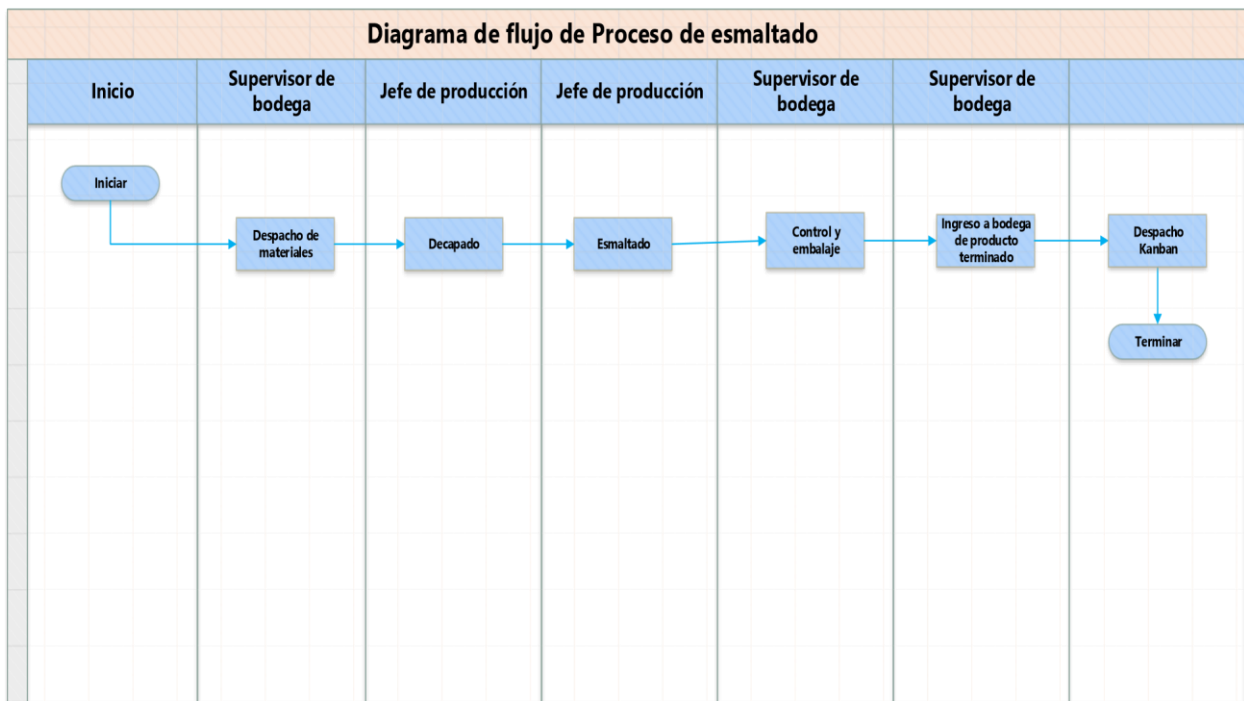 Diagrama de flujo de Proceso de esmaltado
Inicio
Supervisor de
bodega
Jefe de producción
Jefe de producción
Supervisor de
bodega
Supervisor de
bodega
Iniciar
Despacho de
materiales
Decapado
Esmaltado
Control y
embalaje
Ingreso a bodega
de producto
terminado
Despacho
Kanban
Terminar